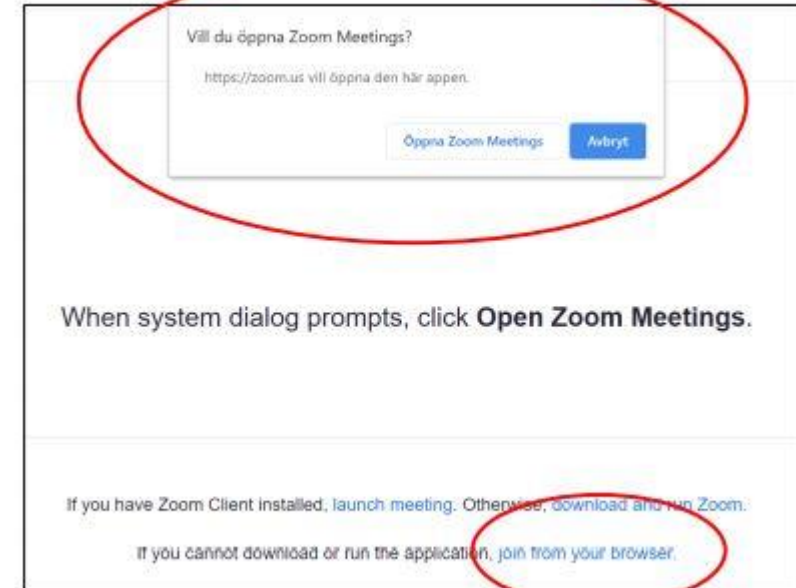 Vill du öppna Zoom Meetings?
https://zoom.us vill öppna den här appen.
Öppna Zoom Meetings
Avbryt
When system dialog prompts, click Open Zoom Meetings.
If you have Zoom Client installed, launch meeting. Otherwise, download and run Zoom.
If you cannot download or run the application, join from your browser.